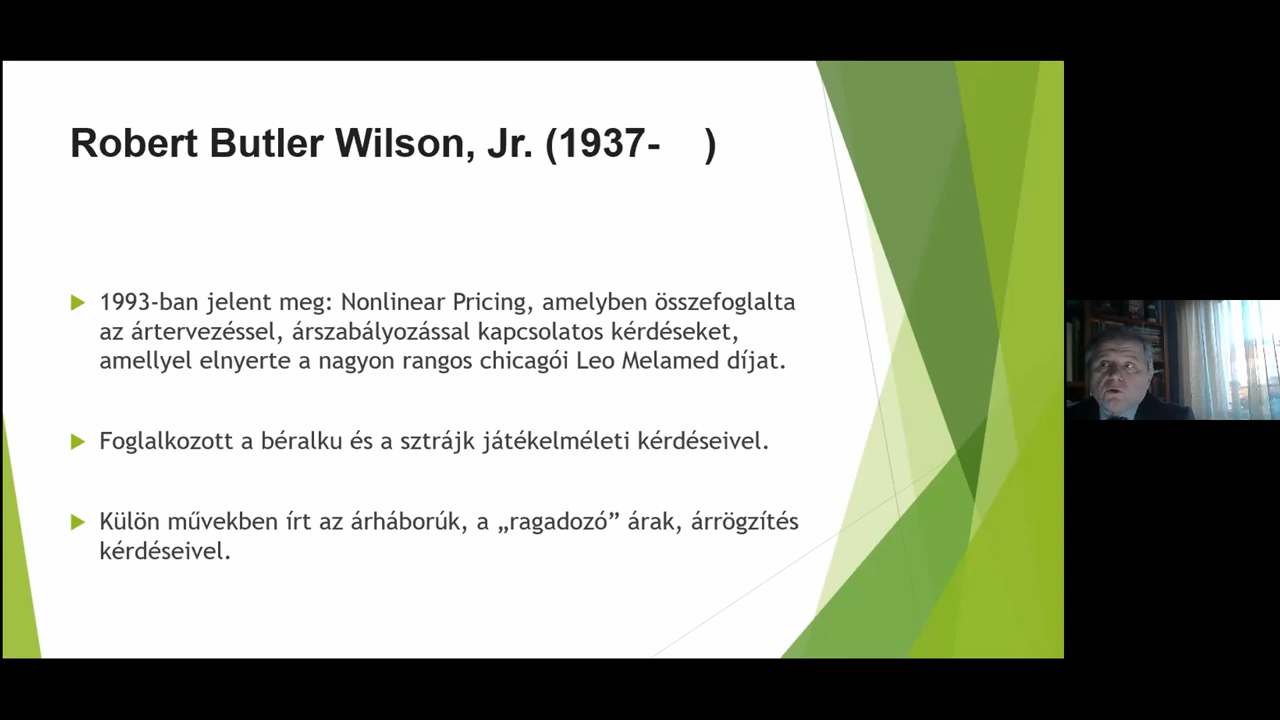 Robert Butler Wilson, Jr. (1937- )
1993-ban jelent meg: Nonlinear Pricing, amelyben összefoglalta
az ártervezéssel, árszabályozással kapcsolatos kérdéseket,
amellyel elnyerte a nagyon rangos chicagói Leo Melamed díjat.
Foglalkozott a béralku és a sztrájk játékelméleti kérdéseivel.
Külön művekben írt az árháborúk, a „ragadozó” árak, árrögzítés
kérdéseivel.